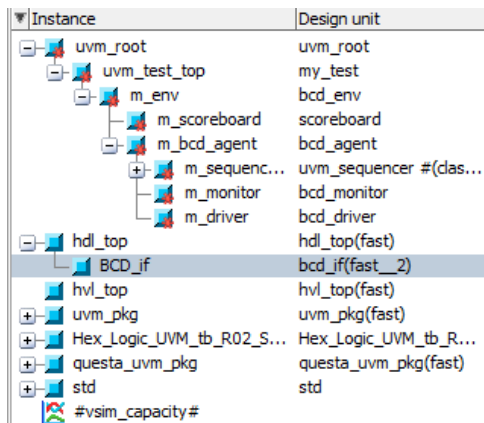 Instance Design unit
uvm_root uvm_root
uvm_test_top my_test
m_env bcd_env
m_scoreboard scoreboard
m_bcd_agent bcd_agent
m_sequenc... uvm_sequencer #(clas...
m_monitor bcd_monitor
m_driver bcd_driver
hdl_top hdl_top(fast)
BCD_if bcd_if(fast__2)
hvl_top hvl_top(fast)
uvm_pkg uvm_pkg(fast)
Hex_Logic_UVM_tb_R02_S... Hex_Logic_UVM_tb_R...
questa_uvm_pkg questa_uvm_pkg(fast)
std std
#vsim_capacity#